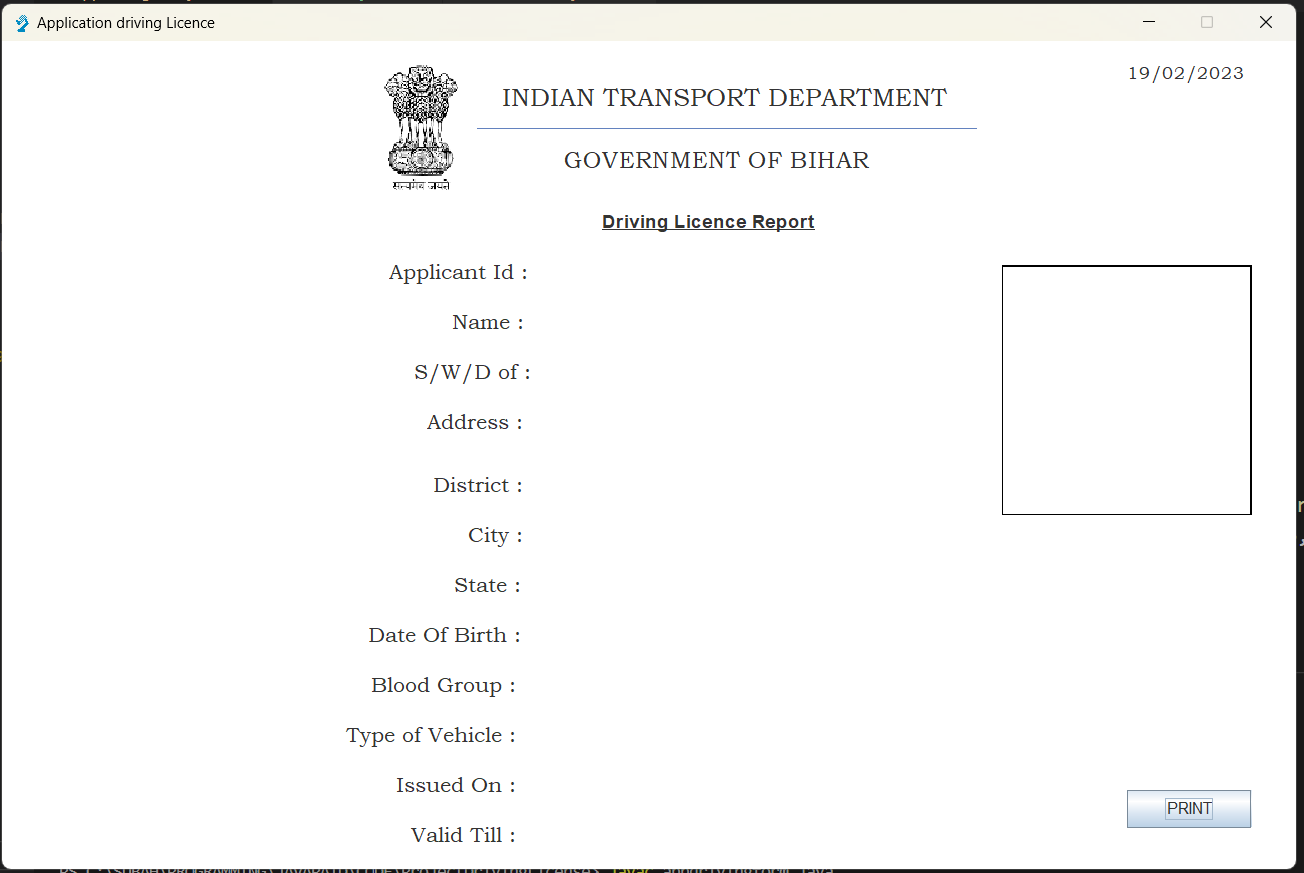 Application driving Licence
19/02/2023
INDIAN TRANSPORT DEPARTMENT
GOVERNMENT OF BIHAR
सत्यमेव जयते
Driving Licence Report
Applicant Id :
Name :
S/W/D of :
Address :
District :
City :
State :
Date Of Birth :
Blood Group :
Type of Vehicle :
Issued On :
Valid Till :
PRINT